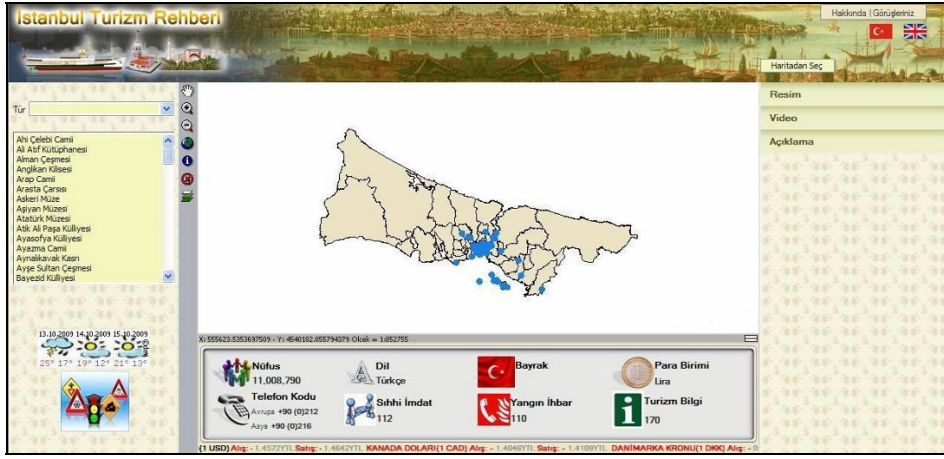 Istanbul Turizm Rehberi
Hakkında | Görüşleriniz
Haritadan Seç
Tür
Ahi Çelebi Camii
Ali Atıf Kütüphanesi
Alman Çeşmesi
Anglikan Kilisesi
Arap Camii
Arasta Çarsısı
Askeri Müze
Aşiyan Müzesi
Atatürk Müzesi
Atik Ali Paşa Külliyesi
Ayasofya Külliyesi
Ayazma Camii
Aynalıkavak Kasrı
Ayşe Sultan Çeşmesi
Bayezid Külliyesi
Resim
Video
Açıklama
13.10.2009 14.10.2009 15.10.2009
25° 17° 19° 12° 21° 13°
X: 555623.5353697509 - Y: 4540182.855794379 Olcek = 1:852755
Nüfus
11,008,790
Dil
Türkçe
Bayrak
Para Birimi
Lira
Telefon Kodu
Avrupa +90 (0)212
Asya +90 (0)216
Sıhhi İmdat
112
Yangın İhbar
110
Turizm Bilgi
170
(1 USD) Alış: - 1.4572YTL Satış: - 1.4642YTL KANADA DOLARI(1 CAD) Alış: - 1.4046YTL Satış: - 1.4109YTL DANİMARKA KRONU(1 DKK) Alış: - 0